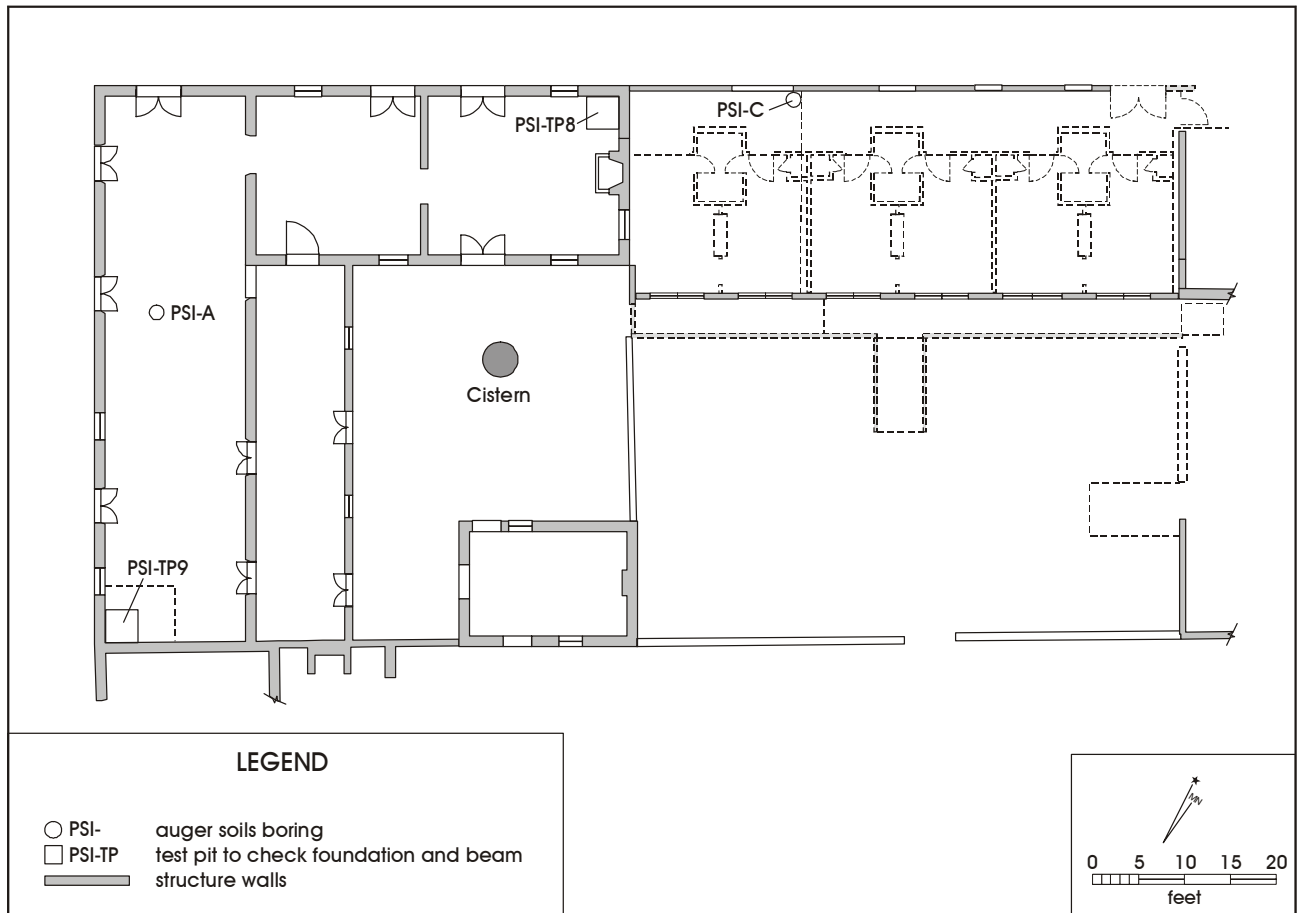 PSI-C
PSI-TP8
PSI-A
Cistern
PSI-TP9
LEGEND
PSI- auger soils boring
PSI-TP test pit to check foundation and beam
structure walls
MN
0 5 10 15 20
feet